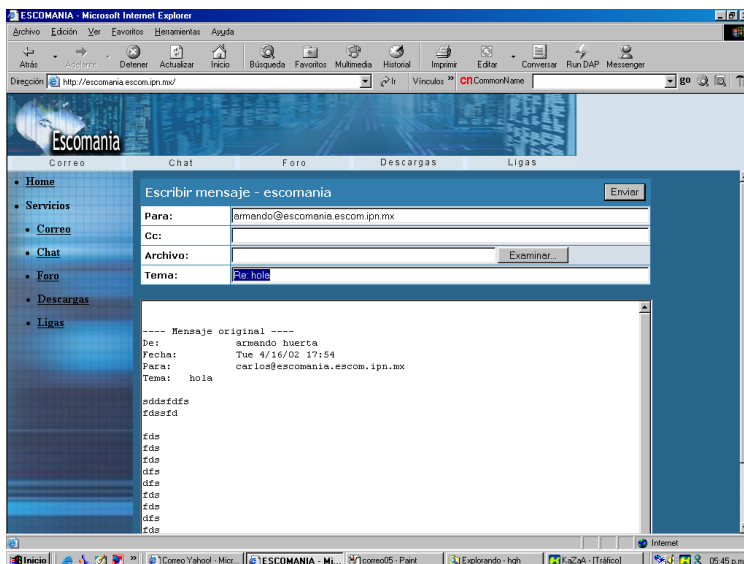 ESCOMANIA - Microsoft Internet Explorer
Archivo Edición Ver Favoritos Herramientas Ayuda
Atrás Adelante Detener Actualizar Inicio Búsqueda Favoritos Multimedia Historial Imprimir Editar Conversar Run DAP Messenger
Dirección http://escomania.escom.ipn.mx/ Ir Vínculos » Cn CommonName go
Escomania
Correo Chat Foro Descargas Ligas
Home
Servicios
Correo
Chat
Foro
Descargas
Ligas
Escribir mensaje - escomania Enviar
Para: armando@escomania.escom.ipn.mx
Cc:
Archivo: Examinar...
Tema: Re: hola
---- Mensaje original ----
De: armando huerta
Fecha: Tue 4/16/02 17:54
Para: carlos@escomania.escom.ipn.mx
Tema: hola
sddsfdfs
fdssfd
fds
fds
fds
dfs
dfs
fds
fds
dfs
fds
Internet
Inicio » Correo Yahoo! - Micr... ESCOMANIA - Mi... correo05 - Paint Explorando - hgh KaZaA - [Tráfico] 05:45 p.m.